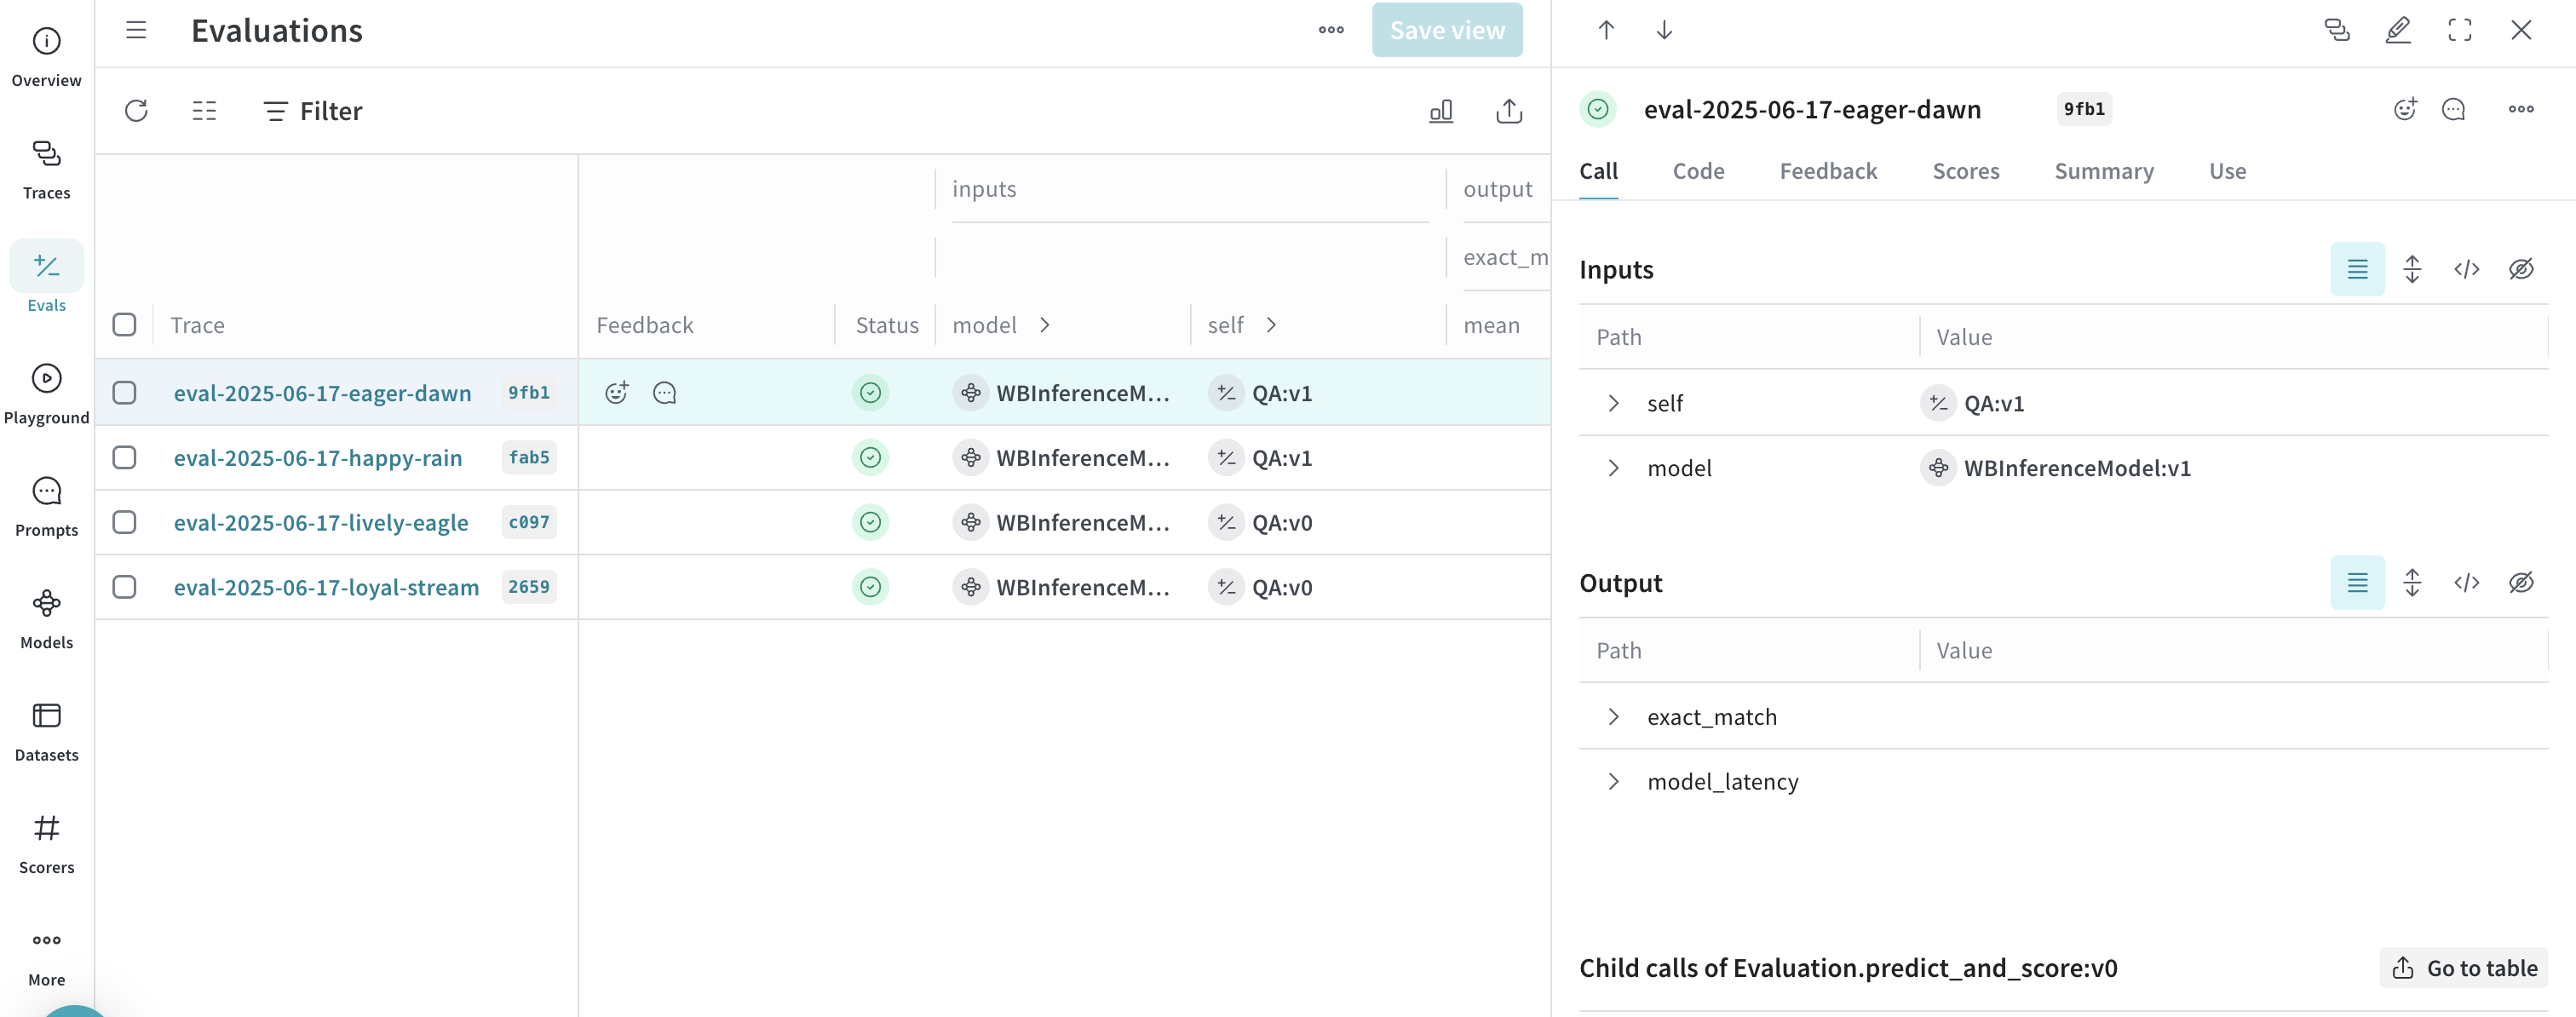 Overview
Traces
Evals
Playground
Prompts
Models
Datasets
Scorers
More
Evaluations
Save view
Filter
inputs
output
exact_m
Trace
Feedback
Status
model
self
mean
eval-2025-06-17-eager-dawn 9fb1 WBInferenceM... QA:v1
eval-2025-06-17-happy-rain fab5 WBInferenceM... QA:v1
eval-2025-06-17-lively-eagle c097 WBInferenceM... QA:v0
eval-2025-06-17-loyal-stream 2659 WBInferenceM... QA:v0
eval-2025-06-17-eager-dawn 9fb1
Call Code Feedback Scores Summary Use
Inputs
Path Value
self QA:v1
model WBInferenceModel:v1
Output
Path Value
exact_match
model_latency
Child calls of Evaluation.predict_and_score:v0
Go to table